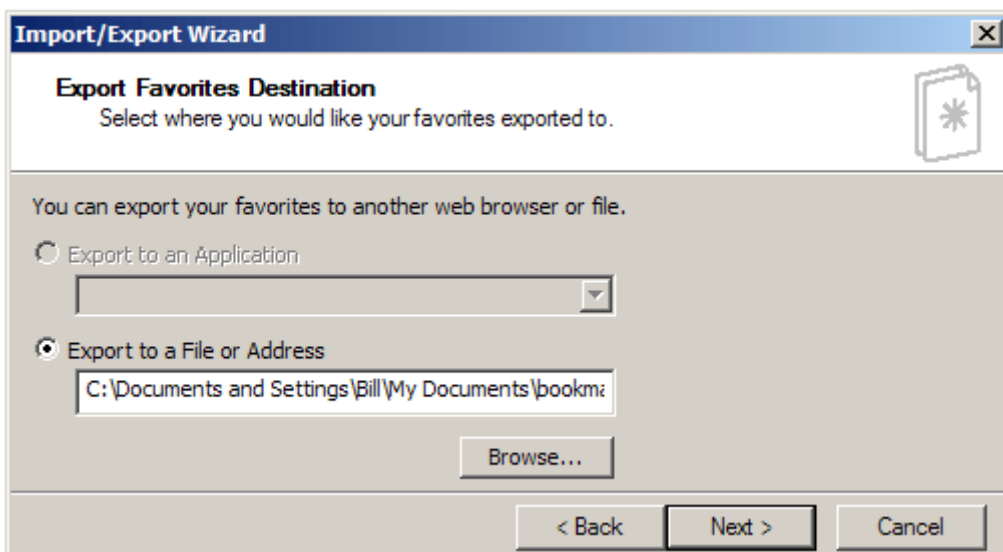 Import/Export Wizard
Export Favorites Destination
Select where you would like your favorites exported to.
You can export your favorites to another web browser or file.
Export to an Application
Export to a File or Address
C:\Documents and Settings\Bill\My Documents\bookma
Browse...
< Back Next > Cancel